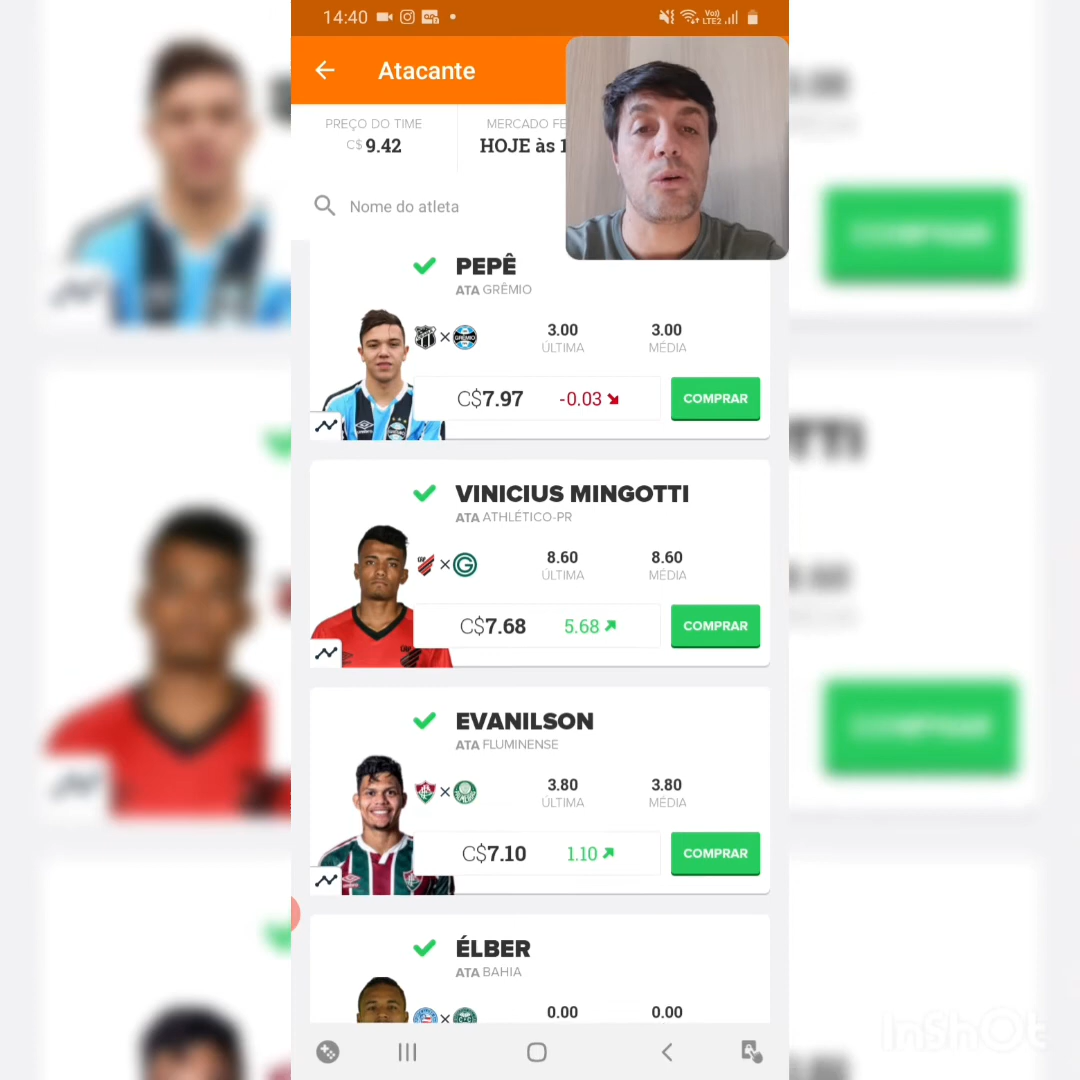 14:40
Vo))
LTE2
Atacante
PREÇO DO TIME
C$ 9.42
MERCADO FE
HOJE às 1
Nome do atleta
PEPÊ
ATA GRÊMIO
3.00 3.00
ÚLTIMA MÉDIA
C$7.97 -0.03 COMPRAR
VINICIUS MINGOTTI
ATA ATHLÉTICO-PR
8.60 8.60
ÚLTIMA MÉDIA
C$7.68 5.68 COMPRAR
EVANILSON
ATA FLUMINENSE
3.80 3.80
ÚLTIMA MÉDIA
C$7.10 1.10 COMPRAR
ÉLBER
ATA BAHIA
0.00 0.00
InShOt